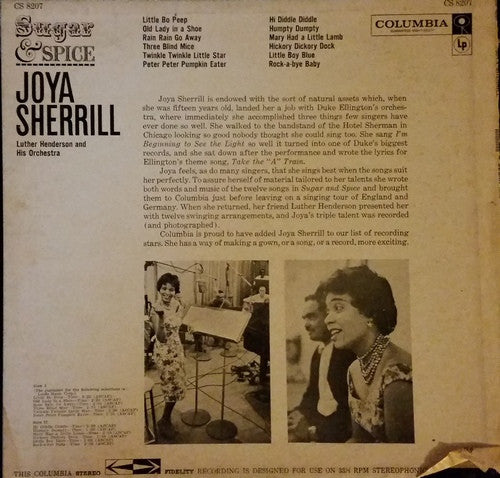 CS 8207
CS 8207
Sugar
& SPICE
JOYA
SHERRILL
Luther Henderson and
His Orchestra
Little Bo Peep
Old Lady in a Shoe
Rain Rain Go Away
Three Blind Mice
Twinkle Twinkle Little Star
Peter Peter Pumpkin Eater
Hi Diddle Diddle
Humpty Dumpty
Mary Had a Little Lamb
Hickory Dickory Dock
Little Boy Blue
Rock-a-bye Baby
COLUMBIA
Lp
Joya Sherrill is endowed with the sort of natural assets which, when
she was fifteen years old, landed her a job with Duke Ellington's orches-
tra, where immediately she accomplished three things few singers have
ever done so well. She walked to the bandstand of the Hotel Sherman in
Chicago looking so good nobody thought she could sing too. She sang I'm
Beginning to See the Light so well it turned into one of Duke's biggest
records, and she sat down after the performance and wrote the lyrics for
Ellington's theme song, Take the "A" Train.
Joya feels, as do many singers, that she sings best when the songs suit
her perfectly. To assure herself of material tailored to her talents she wrote
both words and music of the twelve songs in Sugar and Spice and brought
them to Columbia just before leaving on a singing tour of England and
Germany. When she returned, her friend Luther Henderson presented her
with twelve swinging arrangements, and Joya's triple talent was recorded
(and photographed).
Columbia is proud to have added Joya Sherrill to our list of recording
stars. She has a way of making a gown, or a song, or a record, more exciting.
Side I
Side II
THIS COLUMBIA STEREO FIDELITY RECORDING IS DESIGNED FOR USE ON 33⅓ RPM STEREOPHONIC